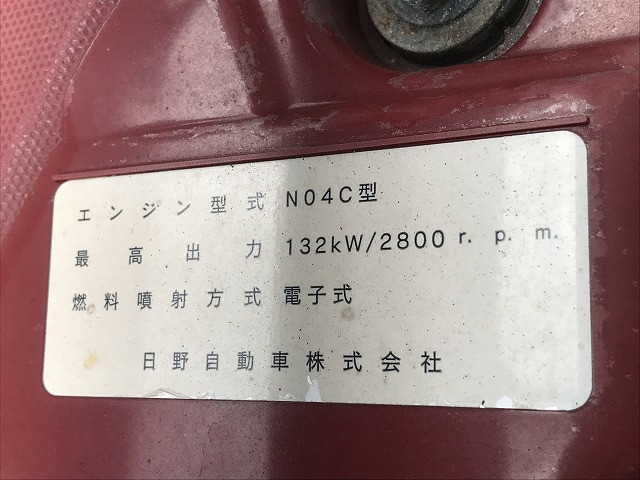 エンジン型式 N04C型
最高出力 132kW/2800 r.p.m.
燃料噴射方式 電子式
日野自動車株式会社